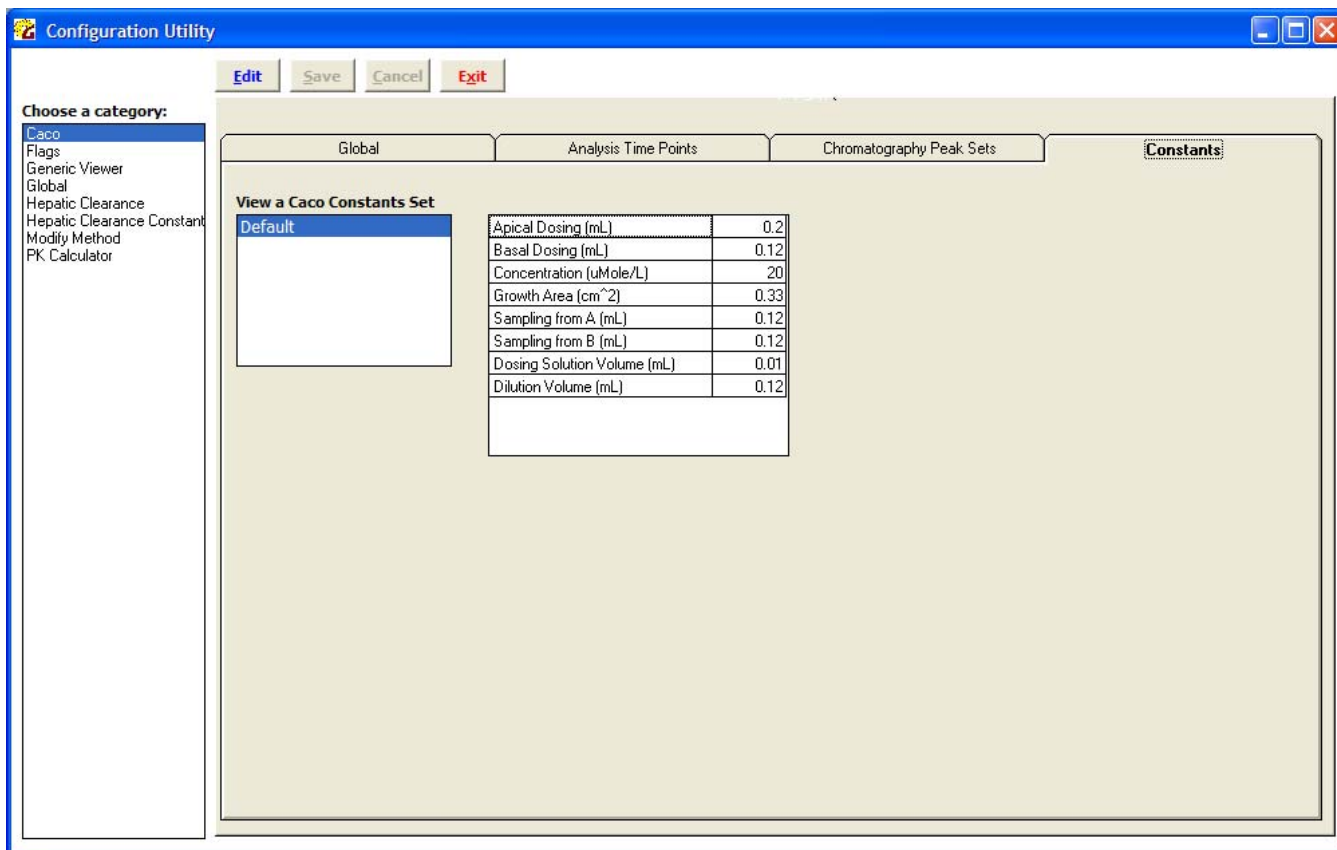 Configuration Utility
Edit Save Cancel Exit
Choose a category:
Caco
Flags
Generic Viewer
Global
Hepatic Clearance
Hepatic Clearance Constant
Modify Method
PK Calculator
Global Analysis Time Points Chromatography Peak Sets Constants
View a Caco Constants Set
Default
Apical Dosing (mL) 0.2
Basal Dosing (mL) 0.12
Concentration (uMole/L) 20
Growth Area (cm^2) 0.33
Sampling from A (mL) 0.12
Sampling from B (mL) 0.12
Dosing Solution Volume (mL) 0.01
Dilution Volume (mL) 0.12